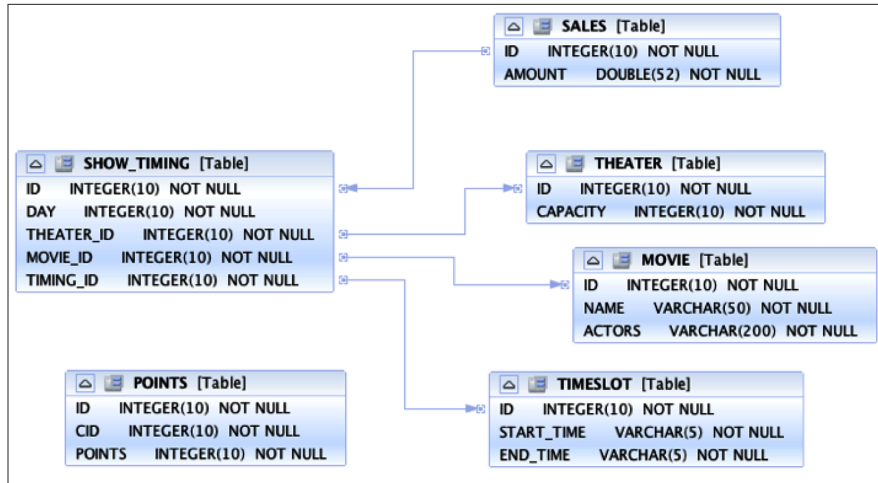 SALES [Table]
ID INTEGER(10) NOT NULL
AMOUNT DOUBLE(52) NOT NULL
SHOW_TIMING [Table]
ID INTEGER(10) NOT NULL
DAY INTEGER(10) NOT NULL
THEATER_ID INTEGER(10) NOT NULL
MOVIE_ID INTEGER(10) NOT NULL
TIMING_ID INTEGER(10) NOT NULL
THEATER [Table]
ID INTEGER(10) NOT NULL
CAPACITY INTEGER(10) NOT NULL
MOVIE [Table]
ID INTEGER(10) NOT NULL
NAME VARCHAR(50) NOT NULL
ACTORS VARCHAR(200) NOT NULL
POINTS [Table]
ID INTEGER(10) NOT NULL
CID INTEGER(10) NOT NULL
POINTS INTEGER(10) NOT NULL
TIMESLOT [Table]
ID INTEGER(10) NOT NULL
START_TIME VARCHAR(5) NOT NULL
END_TIME VARCHAR(5) NOT NULL